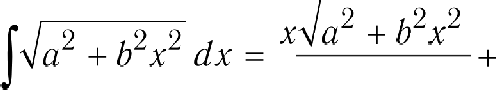 ∫√(a² + b²x²) dx = x√(a² + b²x²) / +